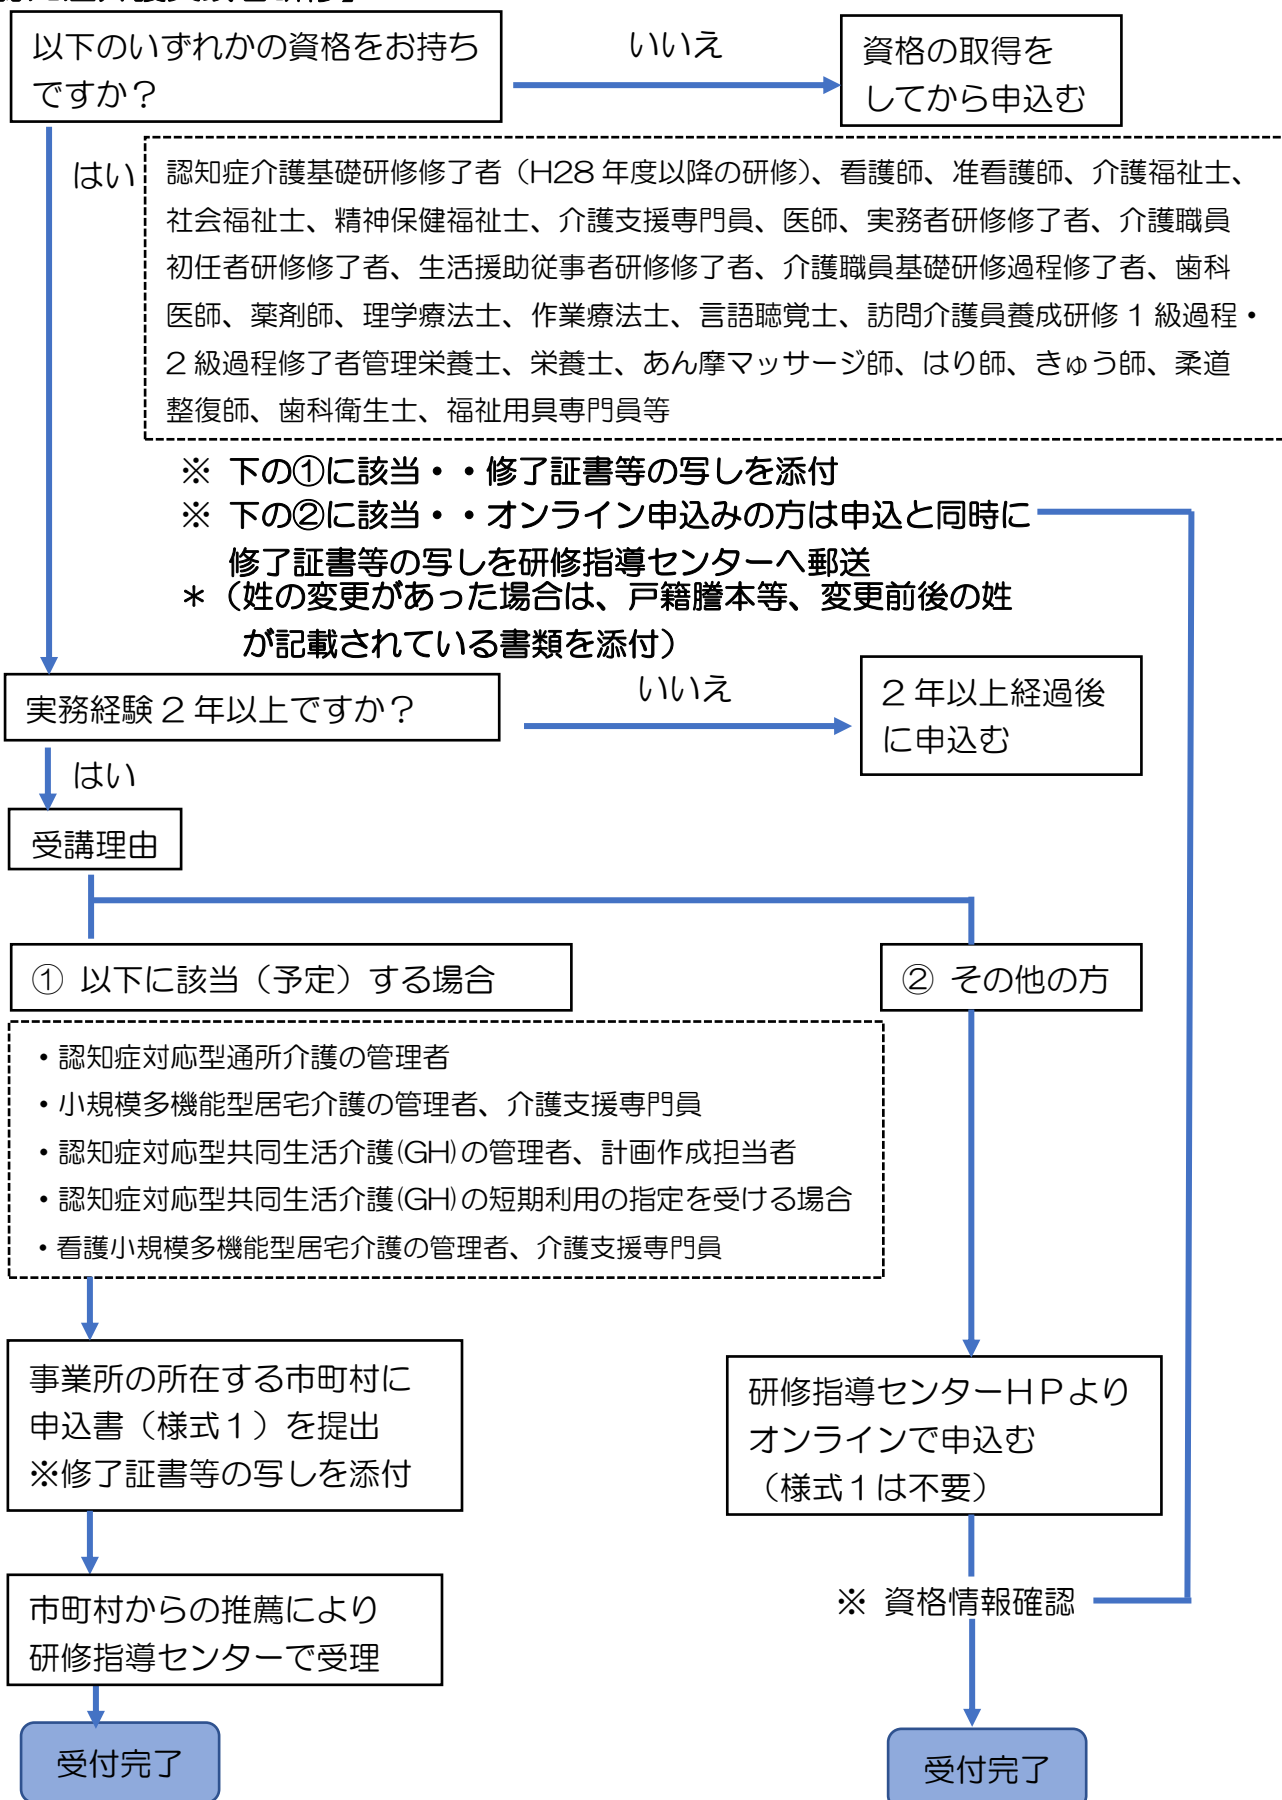 以下のいずれかの資格をお持ち
ですか？
いいえ
資格の取得を
してから申込む
はい
認知症介護基礎研修修了者（H28 年度以降の研修）、看護師、准看護師、介護福祉士、
社会福祉士、精神保健福祉士、介護支援専門員、医師、実務者研修修了者、介護職員
初任者研修修了者、生活援助従事者研修修了者、介護職員基礎研修過程修了者、歯科
医師、薬剤師、理学療法士、作業療法士、言語聴覚士、訪問介護員養成研修 1 級過程・
2 級過程修了者管理栄養士、栄養士、あん摩マッサージ師、はり師、きゅう師、柔道
整復師、歯科衛生士、福祉用具専門員等
※ 下の①に該当・・修了証書等の写しを添付
※ 下の②に該当・・オンライン申込みの方は申込と同時に
修了証書等の写しを研修指導センターへ郵送
＊（姓の変更があった場合は、戸籍謄本等、変更前後の姓
が記載されている書類を添付）
実務経験 2 年以上ですか？
いいえ
2 年以上経過後
に申込む
はい
受講理由
① 以下に該当（予定）する場合
② その他の方
・認知症対応型通所介護の管理者
・小規模多機能型居宅介護の管理者、介護支援専門員
・認知症対応型共同生活介護(GH)の管理者、計画作成担当者
・認知症対応型共同生活介護(GH)の短期利用の指定を受ける場合
・看護小規模多機能型居宅介護の管理者、介護支援専門員
事業所の所在する市町村に
申込書（様式１）を提出
※修了証書等の写しを添付
研修指導センターＨＰより
オンラインで申込む
（様式１は不要）
市町村からの推薦により
研修指導センターで受理
※ 資格情報確認
受付完了
受付完了